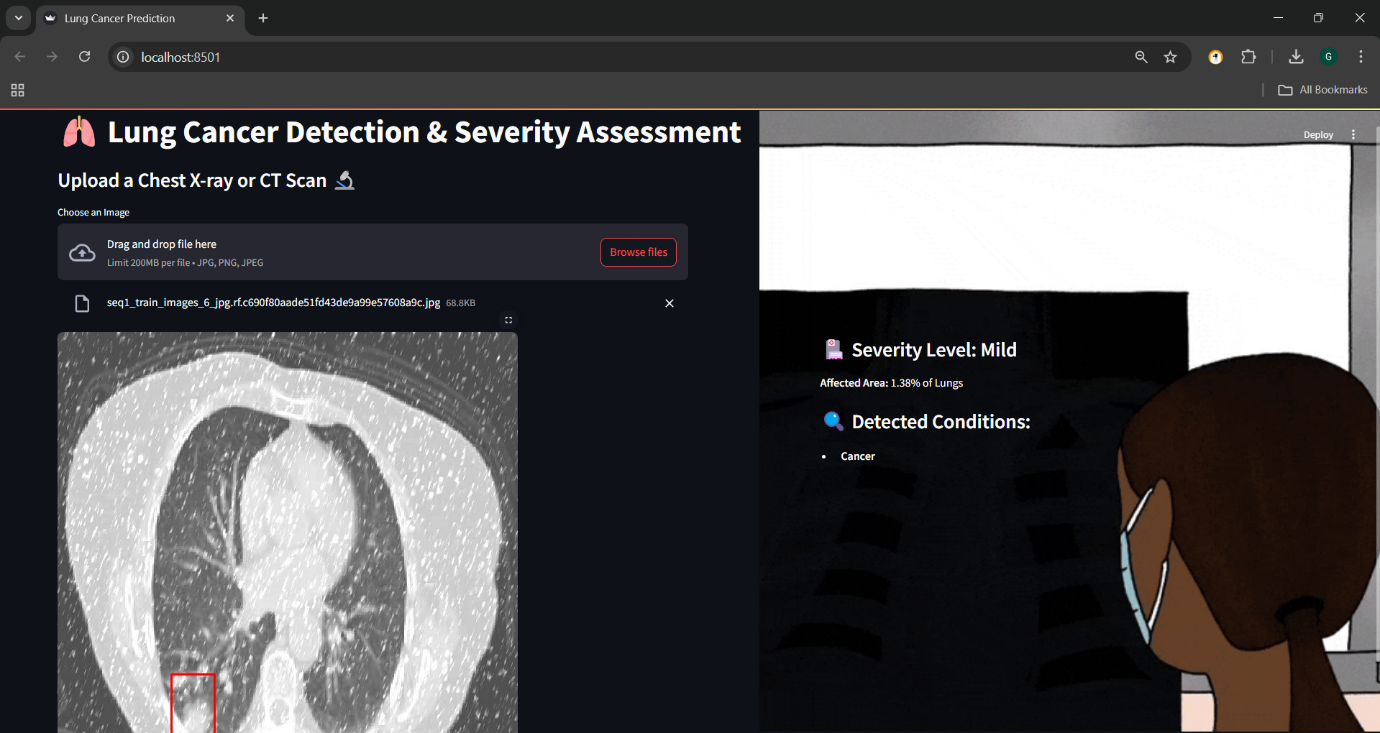 Lung Cancer Prediction
localhost:8501
G
All Bookmarks
Lung Cancer Detection & Severity Assessment
Deploy
Upload a Chest X-ray or CT Scan
Choose an Image
Drag and drop file here
Limit 200MB per file • JPG, PNG, JPEG
Browse files
seq1_train_images_6_jpg.rf.c690f80aade51fd43de9a99e57608a9c.jpg 68.8KB
Severity Level: Mild
Affected Area: 1.38% of Lungs
Detected Conditions:
• Cancer